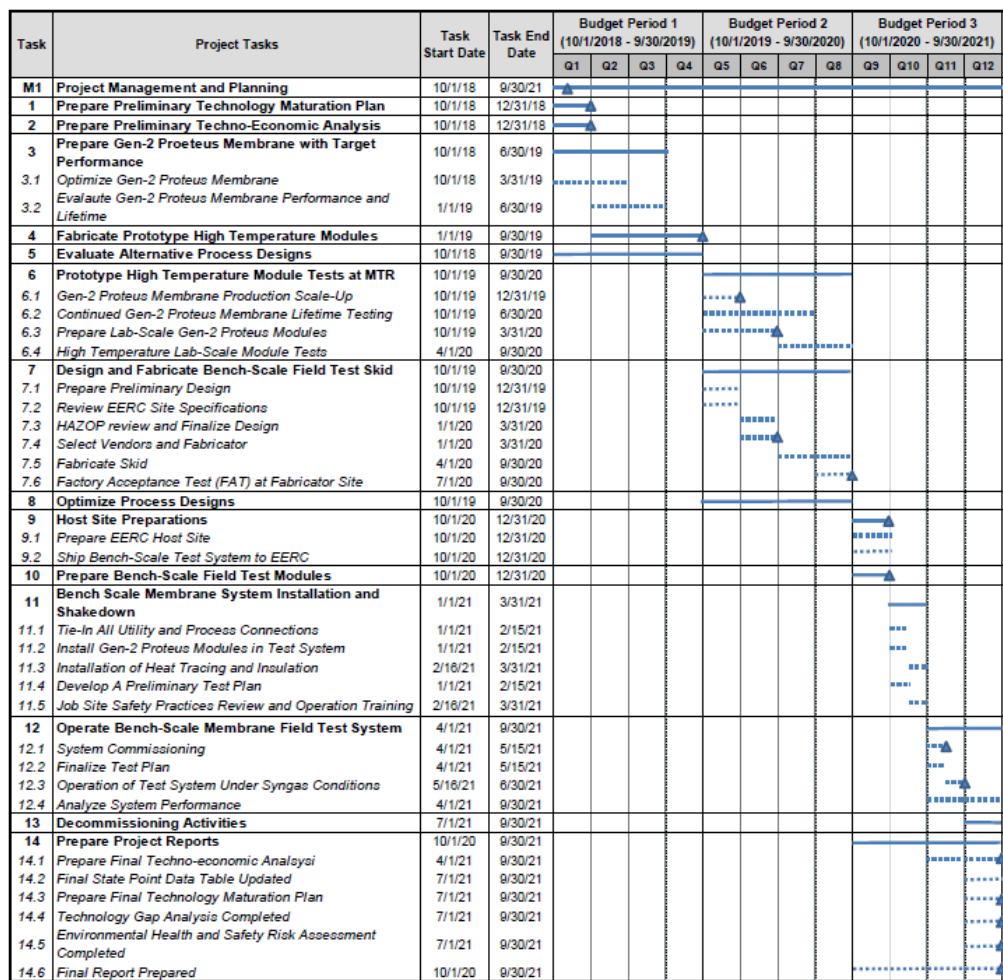 Task Project Tasks Task Start Date Task End Date Budget Period 1 (10/1/2018 - 9/30/2019) Budget Period 2 (10/1/2019 - 9/30/2020) Budget Period 3 (10/1/2020 - 9/30/2021)
Q1 Q2 Q3 Q4 Q5 Q6 Q7 Q8 Q9 Q10 Q11 Q12
M1 Project Management and Planning 10/1/18 9/30/21
1 Prepare Preliminary Technology Maturation Plan 10/1/18 12/31/18
2 Prepare Preliminary Techno-Economic Analysis 10/1/18 12/31/18
3 Prepare Gen-2 Proeteus Membrane with Target
Performance 10/1/18 6/30/19
3.1 Optimize Gen-2 Proteus Membrane 10/1/18 3/31/19
3.2 Evalaute Gen-2 Proteus Membrane Performance and
Lifetime 1/1/19 6/30/19
4 Fabricate Prototype High Temperature Modules 1/1/19 9/30/19
5 Evaluate Alternative Process Designs 10/1/18 9/30/19
6 Prototype High Temperature Module Tests at MTR 10/1/19 9/30/20
6.1 Gen-2 Proteus Membrane Production Scale-Up 10/1/19 12/31/19
6.2 Continued Gen-2 Proteus Membrane Lifetime Testing 10/1/19 6/30/20
6.3 Prepare Lab-Scale Gen-2 Proteus Modules 10/1/19 3/31/20
6.4 High Temperature Lab-Scale Module Tests 4/1/20 9/30/20
7 Design and Fabricate Bench-Scale Field Test Skid 10/1/19 9/30/20
7.1 Prepare Preliminary Design 10/1/19 12/31/19
7.2 Review EERC Site Specifications 10/1/19 12/31/19
7.3 HAZOP review and Finalize Design 1/1/20 3/31/20
7.4 Select Vendors and Fabricator 1/1/20 3/31/20
7.5 Fabricate Skid 4/1/20 9/30/20
7.6 Factory Acceptance Test (FAT) at Fabricator Site 7/1/20 9/30/20
8 Optimize Process Designs 10/1/19 9/30/20
9 Host Site Preparations 10/1/20 12/31/20
9.1 Prepare EERC Host Site 10/1/20 12/31/20
9.2 Ship Bench-Scale Test System to EERC 10/1/20 12/31/20
10 Prepare Bench-Scale Field Test Modules 10/1/20 12/31/20
11 Bench Scale Membrane System Installation and
Shakedown 1/1/21 3/31/21
11.1 Tie-In All Utility and Process Connections 1/1/21 2/15/21
11.2 Install Gen-2 Proteus Modules in Test System 1/1/21 2/15/21
11.3 Installation of Heat Tracing and Insulation 2/16/21 3/31/21
11.4 Develop A Preliminary Test Plan 1/1/21 2/15/21
11.5 Job Site Safety Practices Review and Operation Training 2/16/21 3/31/21
12 Operate Bench-Scale Membrane Field Test System 4/1/21 9/30/21
12.1 System Commissioning 4/1/21 5/15/21
12.2 Finalize Test Plan 4/1/21 5/15/21
12.3 Operation of Test System Under Syngas Conditions 5/16/21 6/30/21
12.4 Analyze System Performance 4/1/21 9/30/21
13 Decommissioning Activities 7/1/21 9/30/21
14 Prepare Project Reports 10/1/20 9/30/21
14.1 Prepare Final Techno-economic Analsysi 4/1/21 9/30/21
14.2 Final State Point Data Table Updated 7/1/21 9/30/21
14.3 Prepare Final Technology Maturation Plan 7/1/21 9/30/21
14.4 Technology Gap Analysis Completed 7/1/21 9/30/21
14.5 Environmental Health and Safety Risk Assessment
Completed 7/1/21 9/30/21
14.6 Final Report Prepared 10/1/20 9/30/21